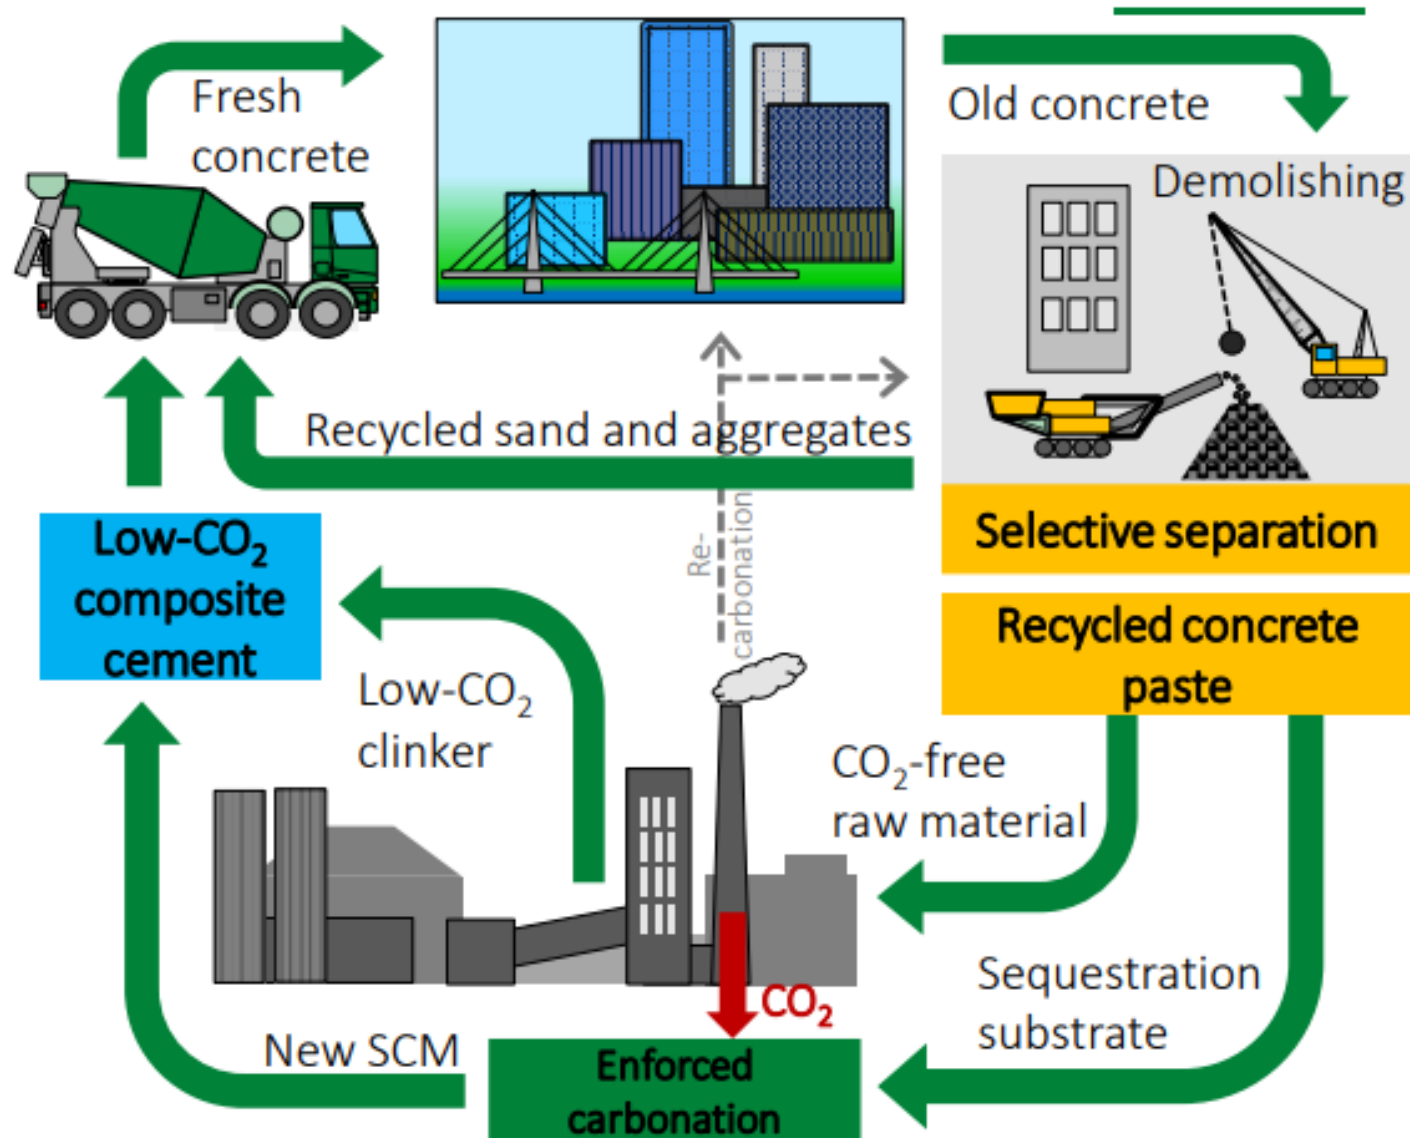 Fresh
concrete
Old concrete
Demolishing
Recycled sand and aggregates
Re-
carbonation
Selective separation
Low-CO₂
composite
cement
Recycled concrete
paste
Low-CO₂
clinker
CO₂-free
raw material
Sequestration
substrate
CO₂
New SCM
Enforced
carbonation